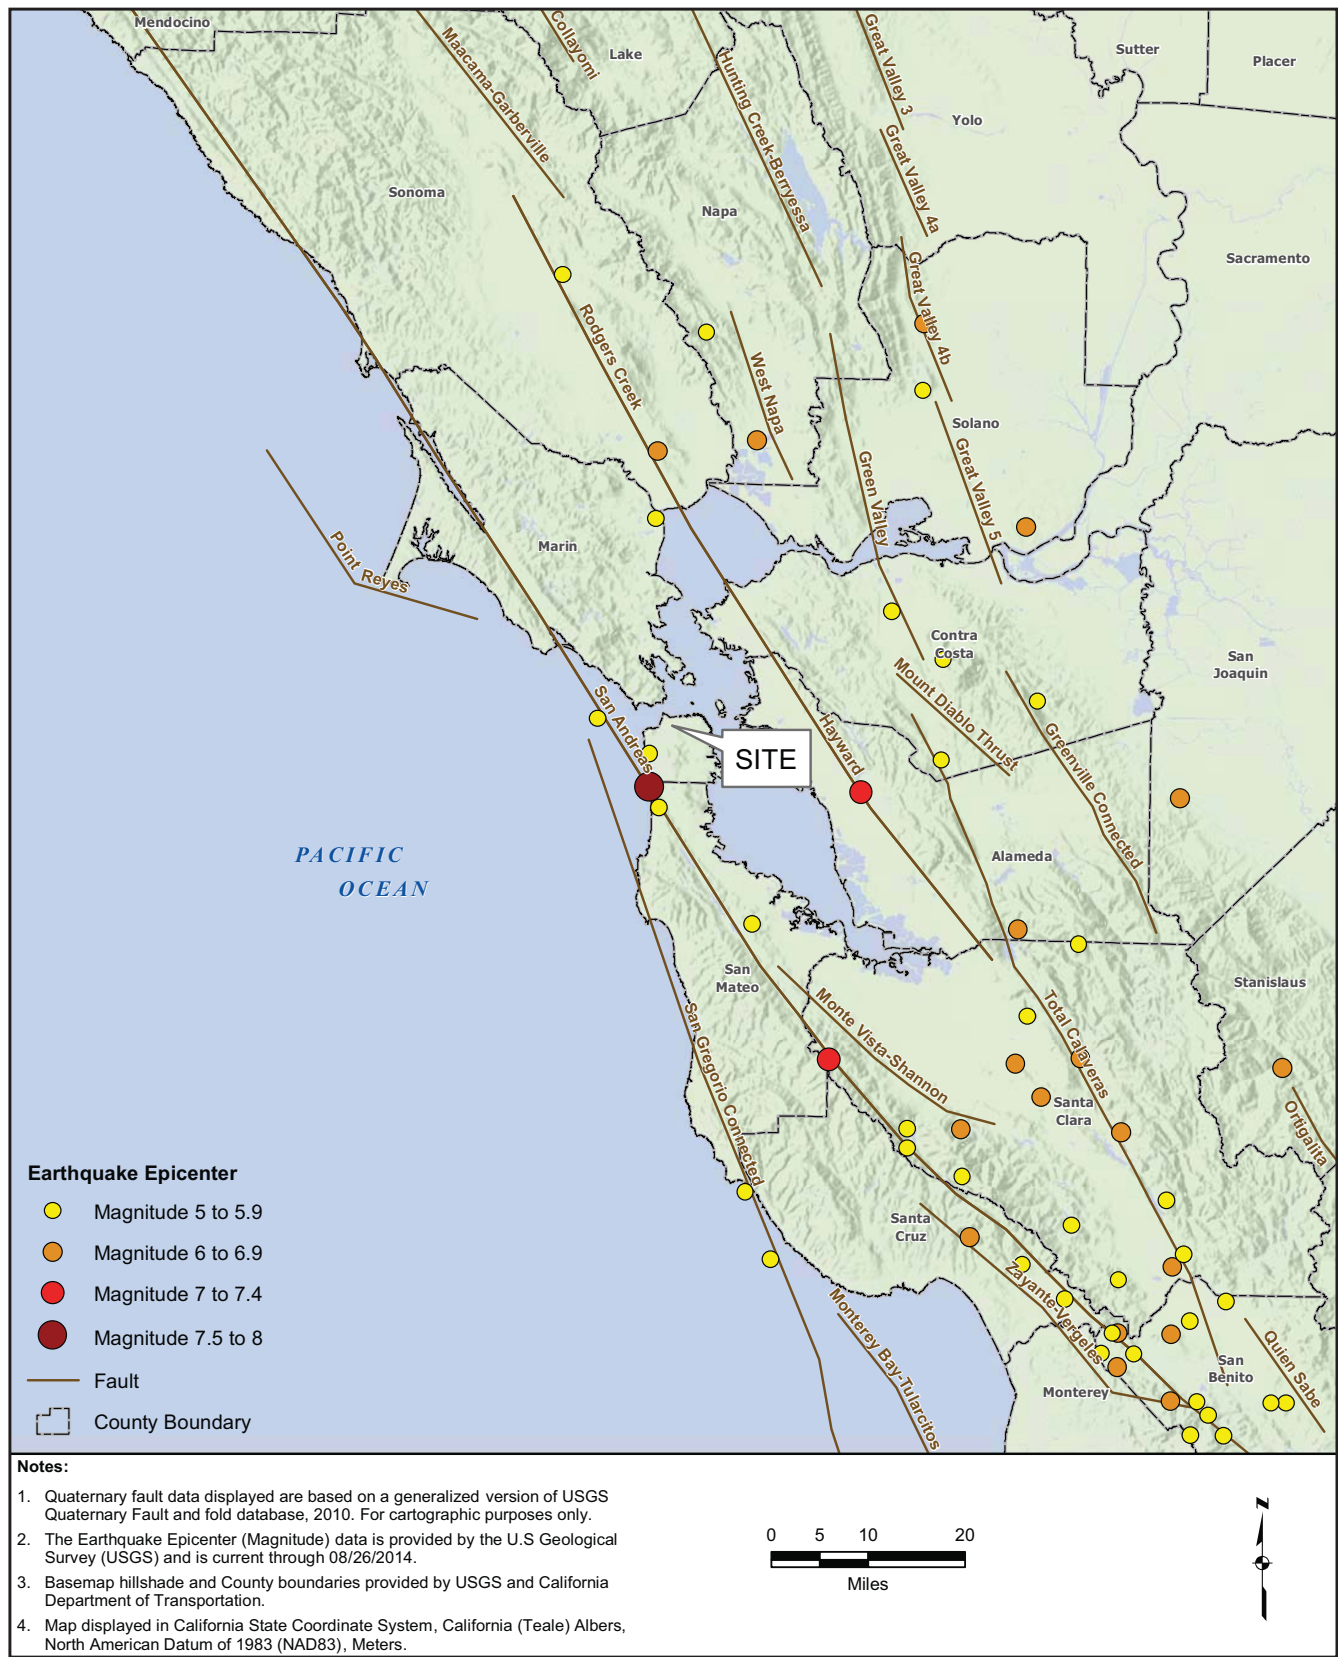 Mendocino
Collayomi
Lake
Maacama-Garberville
Hunting Creek-Berryessa
Great Valley 3
Sutter
Placer
Yolo
Great Valley 4a
Sonoma
Napa
Sacramento
Great Valley 4b
Rodgers Creek
West Napa
Solano
Great Valley 5
Green Valley
Point Reyes
Marin
Contra
Costa
San
Joaquin
Mount Diablo Thrust
San Andreas
Hayward
Greenville Connected
SITE
PACIFIC
OCEAN
Alameda
San
Mateo
Stanislaus
Monte Vista-Shannon
Total Calaveras
San Gregorio Connected
Santa
Clara
Ortigalita
Santa
Cruz
Zayante-Vergeles
Monterey Bay-Tularcitos
Quien Sabe
San
Benito
Monterey
Earthquake Epicenter
Magnitude 5 to 5.9
Magnitude 6 to 6.9
Magnitude 7 to 7.4
Magnitude 7.5 to 8
Fault
County Boundary
Notes:
1. Quaternary fault data displayed are based on a generalized version of USGS
Quaternary Fault and fold database, 2010. For cartographic purposes only.
2. The Earthquake Epicenter (Magnitude) data is provided by the U.S Geological
Survey (USGS) and is current through 08/26/2014.
3. Basemap hillshade and County boundaries provided by USGS and California
Department of Transportation.
4. Map displayed in California State Coordinate System, California (Teale) Albers,
North American Datum of 1983 (NAD83), Meters.
0 5 10 20
Miles
N